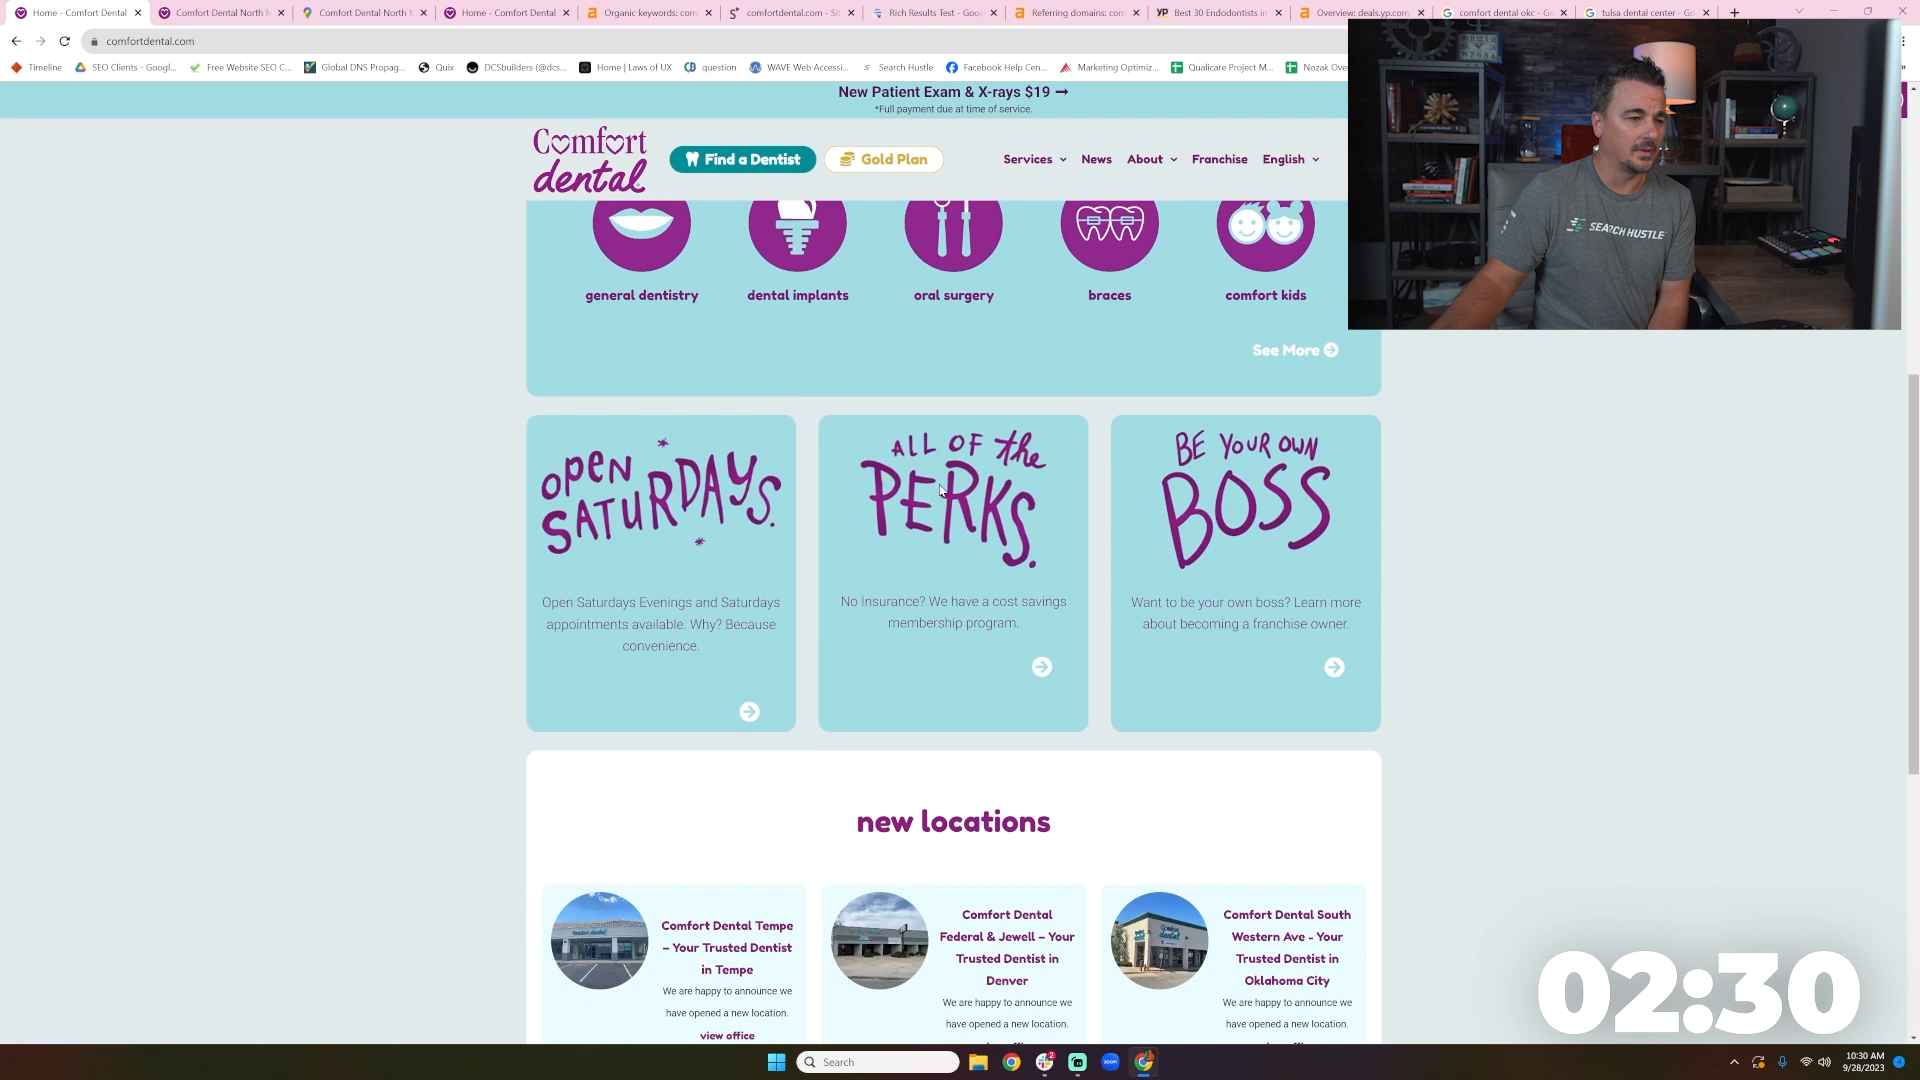 Home - Comfort Dental
Comfort Dental North M
Comfort Dental North M
Home - Comfort Dental
Organic keywords: com
comfortdental.com - Sit
Rich Results Test - Goog
Referring domains: com
Best 30 Endodontists in
Overview: deals.yp.com
comfort dental okc - Go
tulsa dental center - Go
comfortdental.com
Timeline
SEO Clients - Googl...
Free Website SEO C...
Global DNS Propag...
Quix
DCSbuilders (@dcs...
Home | Laws of UX
question
WAVE Web Accessi...
Search Hustle
Facebook Help Cen...
Marketing Optimiz...
Qualicare Project M...
Nozak Ove
New Patient Exam & X-rays $19
*Full payment due at time of service.
Comfort
dental
Find a Dentist
Gold Plan
Services
News
About
Franchise
English
SEARCH HUSTLE
general dentistry
dental implants
oral surgery
braces
comfort kids
See More
OPEN
SATURDAYS.
Open Saturdays Evenings and Saturdays
appointments available. Why? Because
convenience.
ALL OF the
PERKS.
No Insurance? We have a cost savings
membership program.
BE YOUR OWN
BOSS
Want to be your own boss? Learn more
about becoming a franchise owner.
new locations
Comfort Dental Tempe
– Your Trusted Dentist
in Tempe
We are happy to announce we
have opened a new location.
view office
Comfort Dental
Federal & Jewell – Your
Trusted Dentist in
Denver
We are happy to announce we
have opened a new location.
Comfort Dental South
Western Ave - Your
Trusted Dentist in
Oklahoma City
We are happy to announce we
have opened a new location.
02:30
Search
2
zoom
10:30 AM
9/28/2023
4